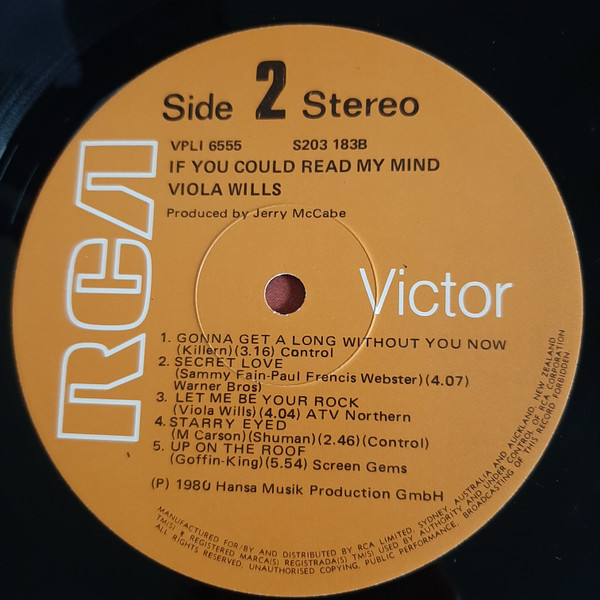 Side 2 Stereo
VPLI 6555 S203 183B
IF YOU COULD READ MY MIND
VIOLA WILLS
Produced by Jerry McCabe
RCA
Victor
1. GONNA GET A LONG WITHOUT YOU NOW
(Killern)(3.16) Control
2. SECRET LOVE
(Sammy Fain-Paul Frencis Webster)(4.07)
Warner Bros)
3. LET ME BE YOUR ROCK
(Viola Wills)(4.04) ATV Northern
4. STARRY EYED
(M Carson)(Shuman)(2.46)(Control)
5. UP ON THE ROOF
(Goffin-King)(5.54) Screen Gems
(P) 1980 Hansa Musik Production GmbH
MANUFACTURED FOR/BY AND DISTRIBUTED BY RCA LIMITED, SYDNEY, AUSTRALIA AND AUCKLAND, NEW ZEALAND
TM(S) ® REGISTERED MARCA(S) REGISTRADA(S) TM(S) USED BY AUTHORITY AND UNDER CONTROL OF RCA CORPORATION
ALL RIGHTS RESERVED, UNAUTHORISED COPYING, PUBLIC PERFORMANCE, BROADCASTING OF THIS RECORD FORBIDDEN